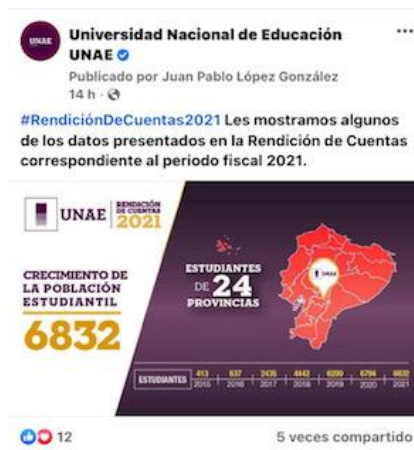 UNAE
Universidad Nacional de Educación
UNAE
Publicado por Juan Pablo López González
14 h ·
#RendiciónDeCuentas2021 Les mostramos algunos
de los datos presentados en la Rendición de Cuentas
correspondiente al periodo fiscal 2021.
UNAE
RENDICIÓN
DE CUENTAS
2021
CRECIMIENTO DE
LA POBLACIÓN
ESTUDIANTIL
6832
ESTUDIANTES
DE 24
PROVINCIAS
UNAE
ESTUDIANTES 413 637 2435 4442 6200 6794 6832
2015 2016 2017 2018 2019 2020 2021
12
5 veces compartido